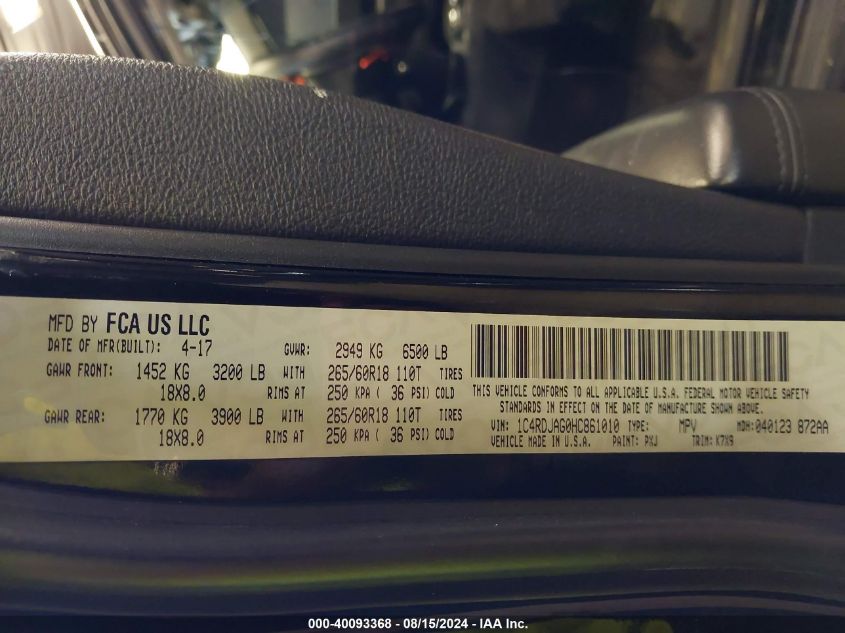 MFD BY FCA US LLC
DATE OF MFR(BUILT): 4-17 GVWR: 2949 KG 6500 LB
GAWR FRONT: 1452 KG 3200 LB WITH 265/60R18 110T TIRES
18X8.0 RIMS AT 250 KPA ( 36 PSI) COLD
GAWR REAR: 1770 KG 3900 LB WITH 265/60R18 110T TIRES
18X8.0 RIMS AT 250 KPA ( 36 PSI) COLD
THIS VEHICLE CONFORMS TO ALL APPLICABLE U.S.A. FEDERAL MOTOR VEHICLE SAFETY
STANDARDS IN EFFECT ON THE DATE OF MANUFACTURE SHOWN ABOVE.
VIN: 1C4RDJAG0HC861010 TYPE: MPV MDH:040123 872AA
VEHICLE MADE IN U.S.A. PAINT: PXJ TRIM: K7X9
000-40093368 - 08/15/2024 - IAA Inc.